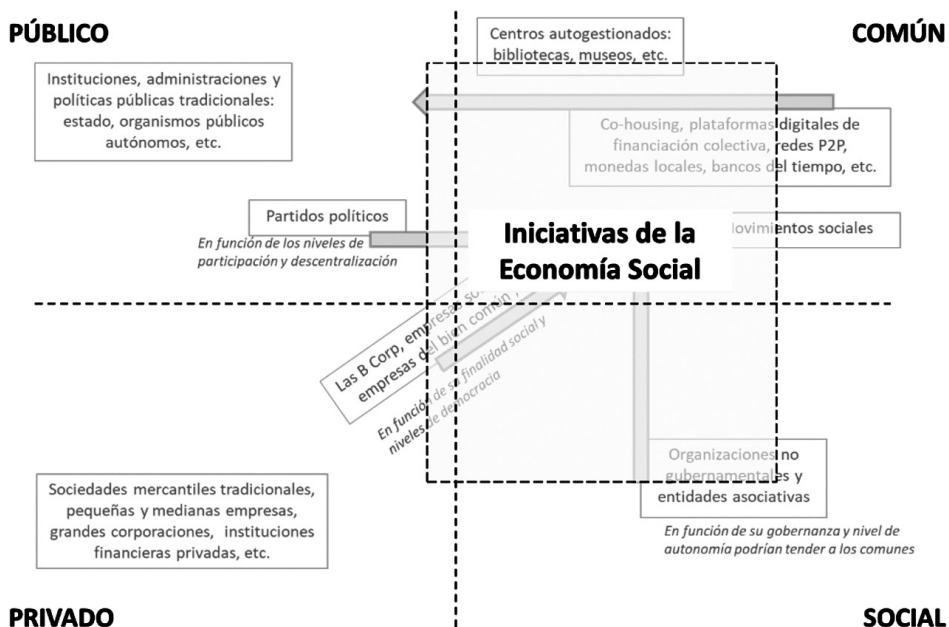 PÚBLICO
COMÚN
Centros autogestionados:
bibliotecas, museos, etc.
Instituciones, administraciones y
políticas públicas tradicionales:
estado, organismos públicos
autónomos, etc.
Co-housing, plataformas digitales de
financiación colectiva, redes P2P,
monedas locales, bancos del tiempo, etc.
Partidos políticos
En función de los niveles de
participación y descentralización
Iniciativas de la
Economía Social
Movimientos sociales
Las B Corp, empresas
empresas del bien común
En función de su finalidad social y
niveles de democracia
Organizaciones no
gubernamentales y
entidades asociativas
En función de su gobernanza y nivel de
autonomía podrían tender a los comunes
Sociedades mercantiles tradicionales,
pequeñas y medianas empresas,
grandes corporaciones, instituciones
financieras privadas, etc.
PRIVADO
SOCIAL